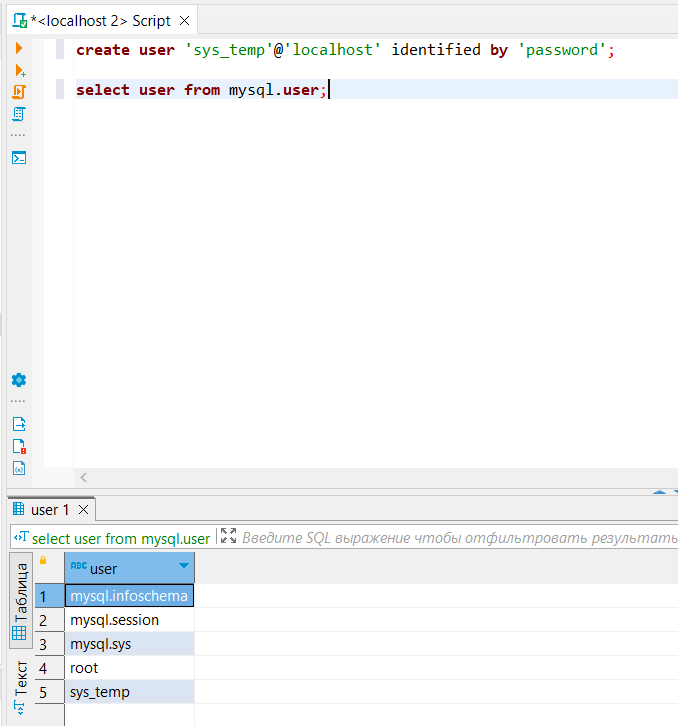 *<localhost 2> Script
create user 'sys_temp'@'localhost' identified by 'password';
select user from mysql.user;
user 1
select user from mysql.user
Введите SQL выражение чтобы отфильтровать результать
Таблица
Текст
ABC user
1 mysql.infoschema
2 mysql.session
3 mysql.sys
4 root
5 sys_temp